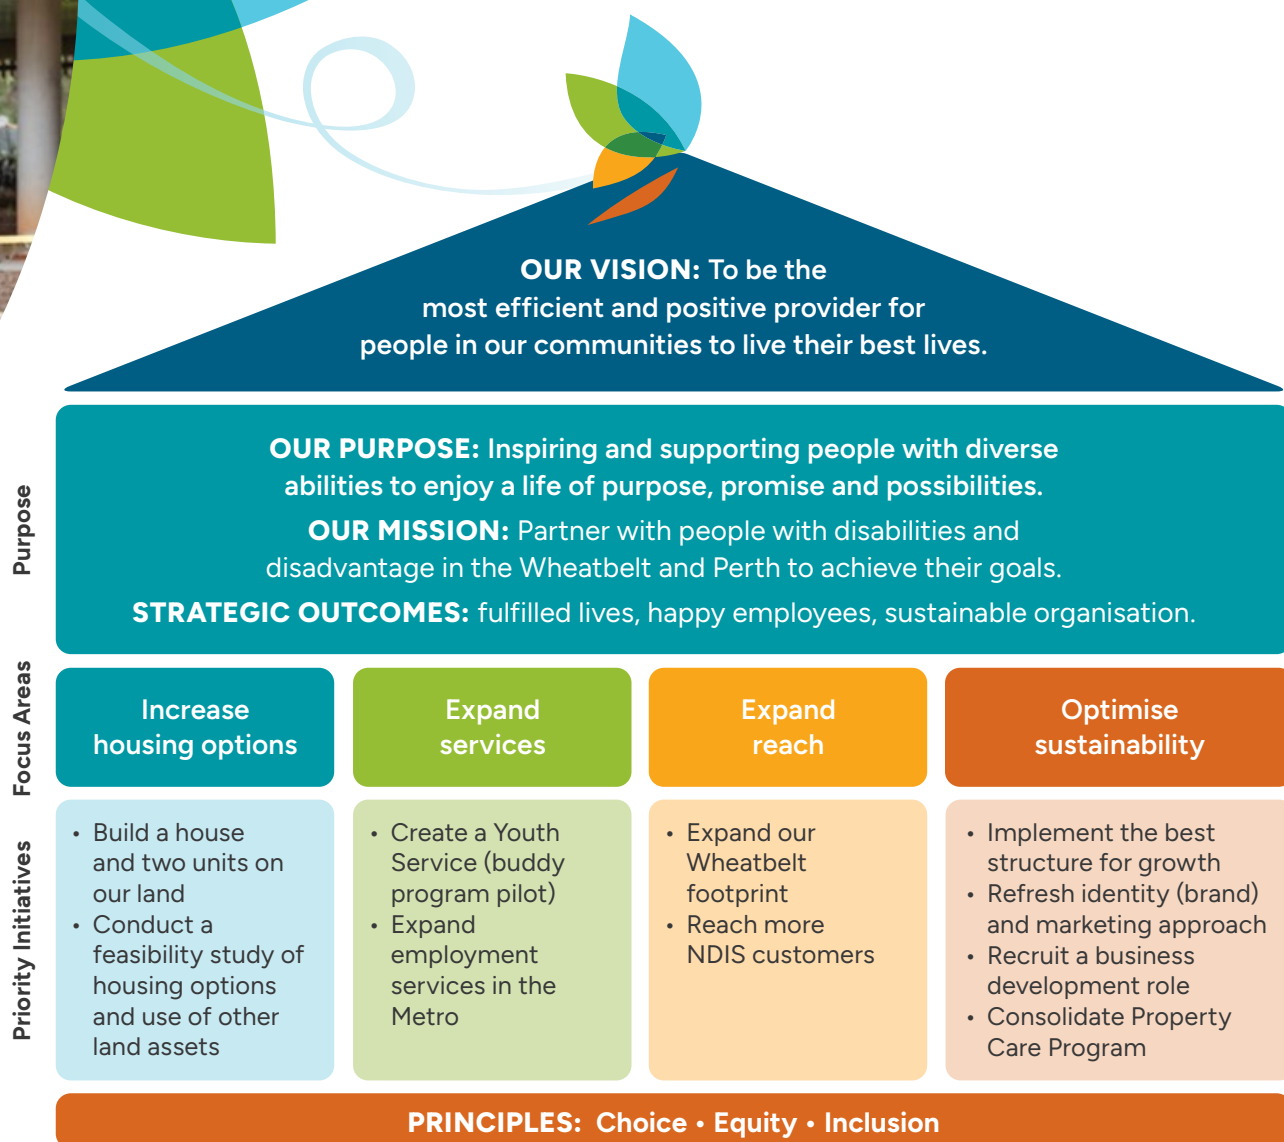 OUR VISION: To be the
most efficient and positive provider for
people in our communities to live their best lives.
Purpose
OUR PURPOSE: Inspiring and supporting people with diverse
abilities to enjoy a life of purpose, promise and possibilities.
OUR MISSION: Partner with people with disabilities and
disadvantage in the Wheatbelt and Perth to achieve their goals.
STRATEGIC OUTCOMES: fulfilled lives, happy employees, sustainable organisation.
Focus Areas
Increase
housing options
Expand
services
Expand
reach
Optimise
sustainability
Priority Initiatives
• Build a house
and two units on
our land
• Conduct a
feasibility study of
housing options
and use of other
land assets
• Create a Youth
Service (buddy
program pilot)
• Expand
employment
services in the
Metro
• Expand our
Wheatbelt
footprint
• Reach more
NDIS customers
• Implement the best
structure for growth
• Refresh identity (brand)
and marketing approach
• Recruit a business
development role
• Consolidate Property
Care Program
PRINCIPLES: Choice • Equity • Inclusion